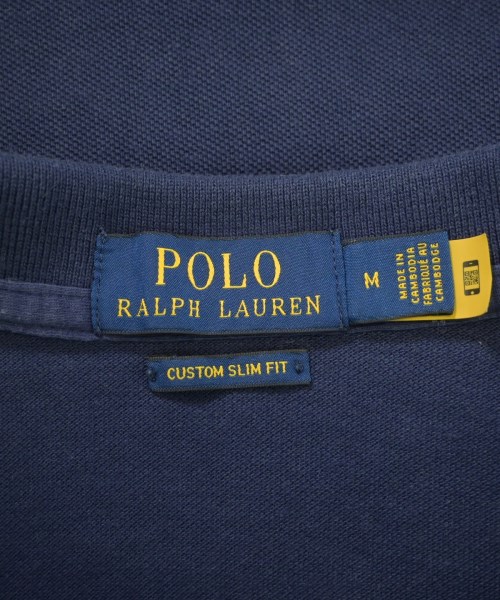 POLO
RALPH LAUREN
M
MADE IN
CAMBODIA
FABRIQUÉ AU
CAMBODGE
CUSTOM SLIM FIT